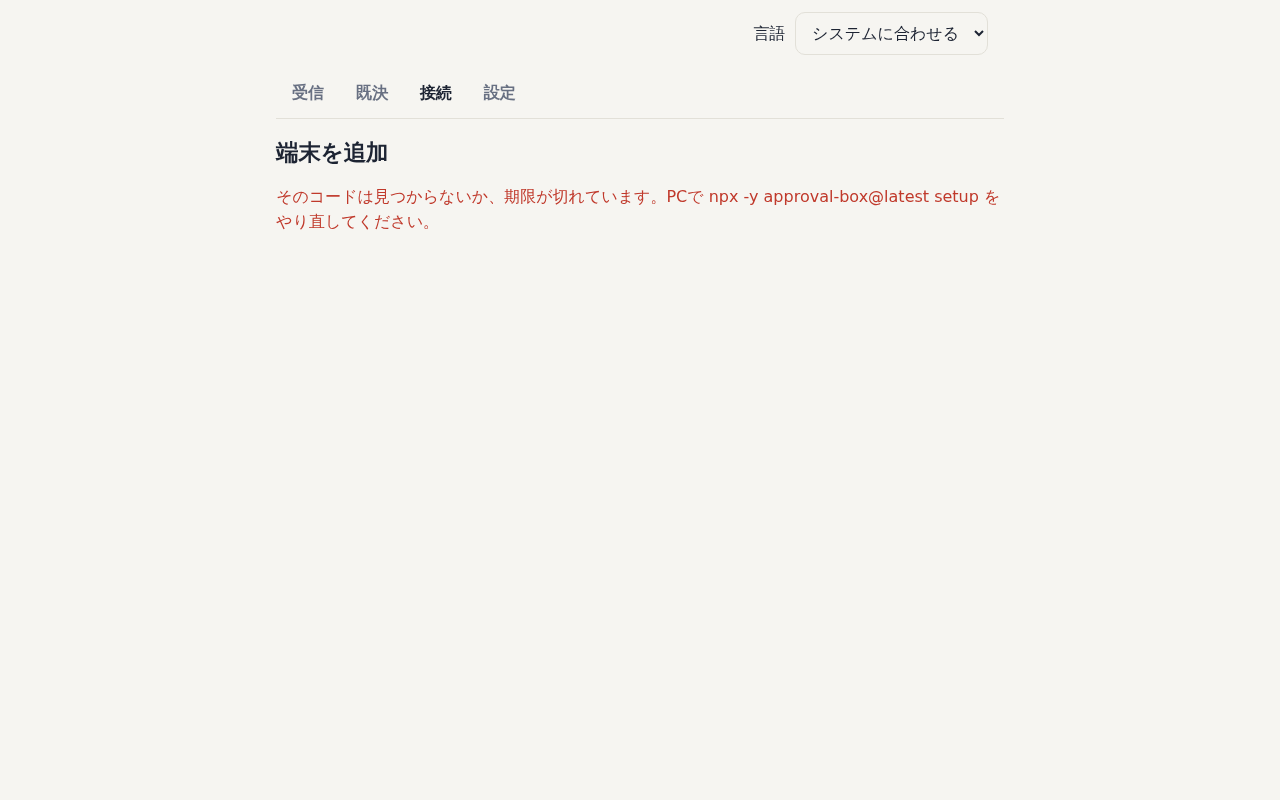 言語 システムに合わせる
受信 既決 接続 設定
端末を追加
そのコードは見つからないか、期限が切れています。PCで npx -y approval-box@latest setup を
やり直してください。